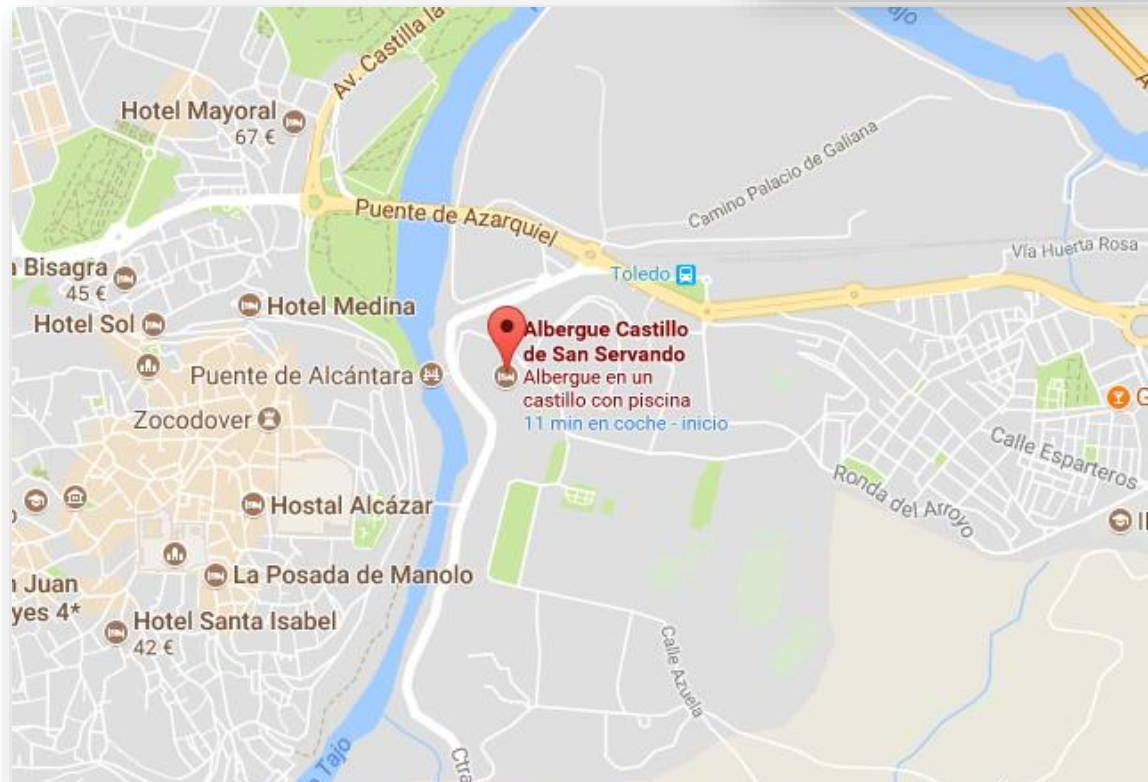 ajo
Av. Castilla la
Hotel Mayoral
67 €
Camino Palacio de Galiana
Puente de Azarquiel
Vía Huerta Rosa
Bisagra
45 €
Toledo
Hotel Medina
Hotel Sol
Albergue Castillo
de San Servando
Albergue en un
castillo con piscina
11 min en coche - inicio
Puente de Alcántara
Zocodover
G
Calle Esparteros
Ronda del Arroyo
Hostal Alcázar
La Posada de Manolo
Juan
yes 4*
Hotel Santa Isabel
42 €
Calle Azuela
Tajo
Ctra